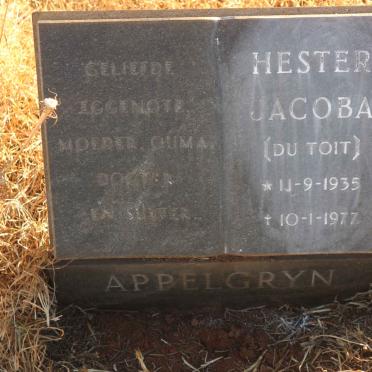 GELIEFDE
EGGENOTE
MOEDER, OUMA,
DOGTER
EN SUSTER
HESTER
JACOBA
(DU TOIT)
* 11-9-1935
† 10-1-1977
APPELGRYN